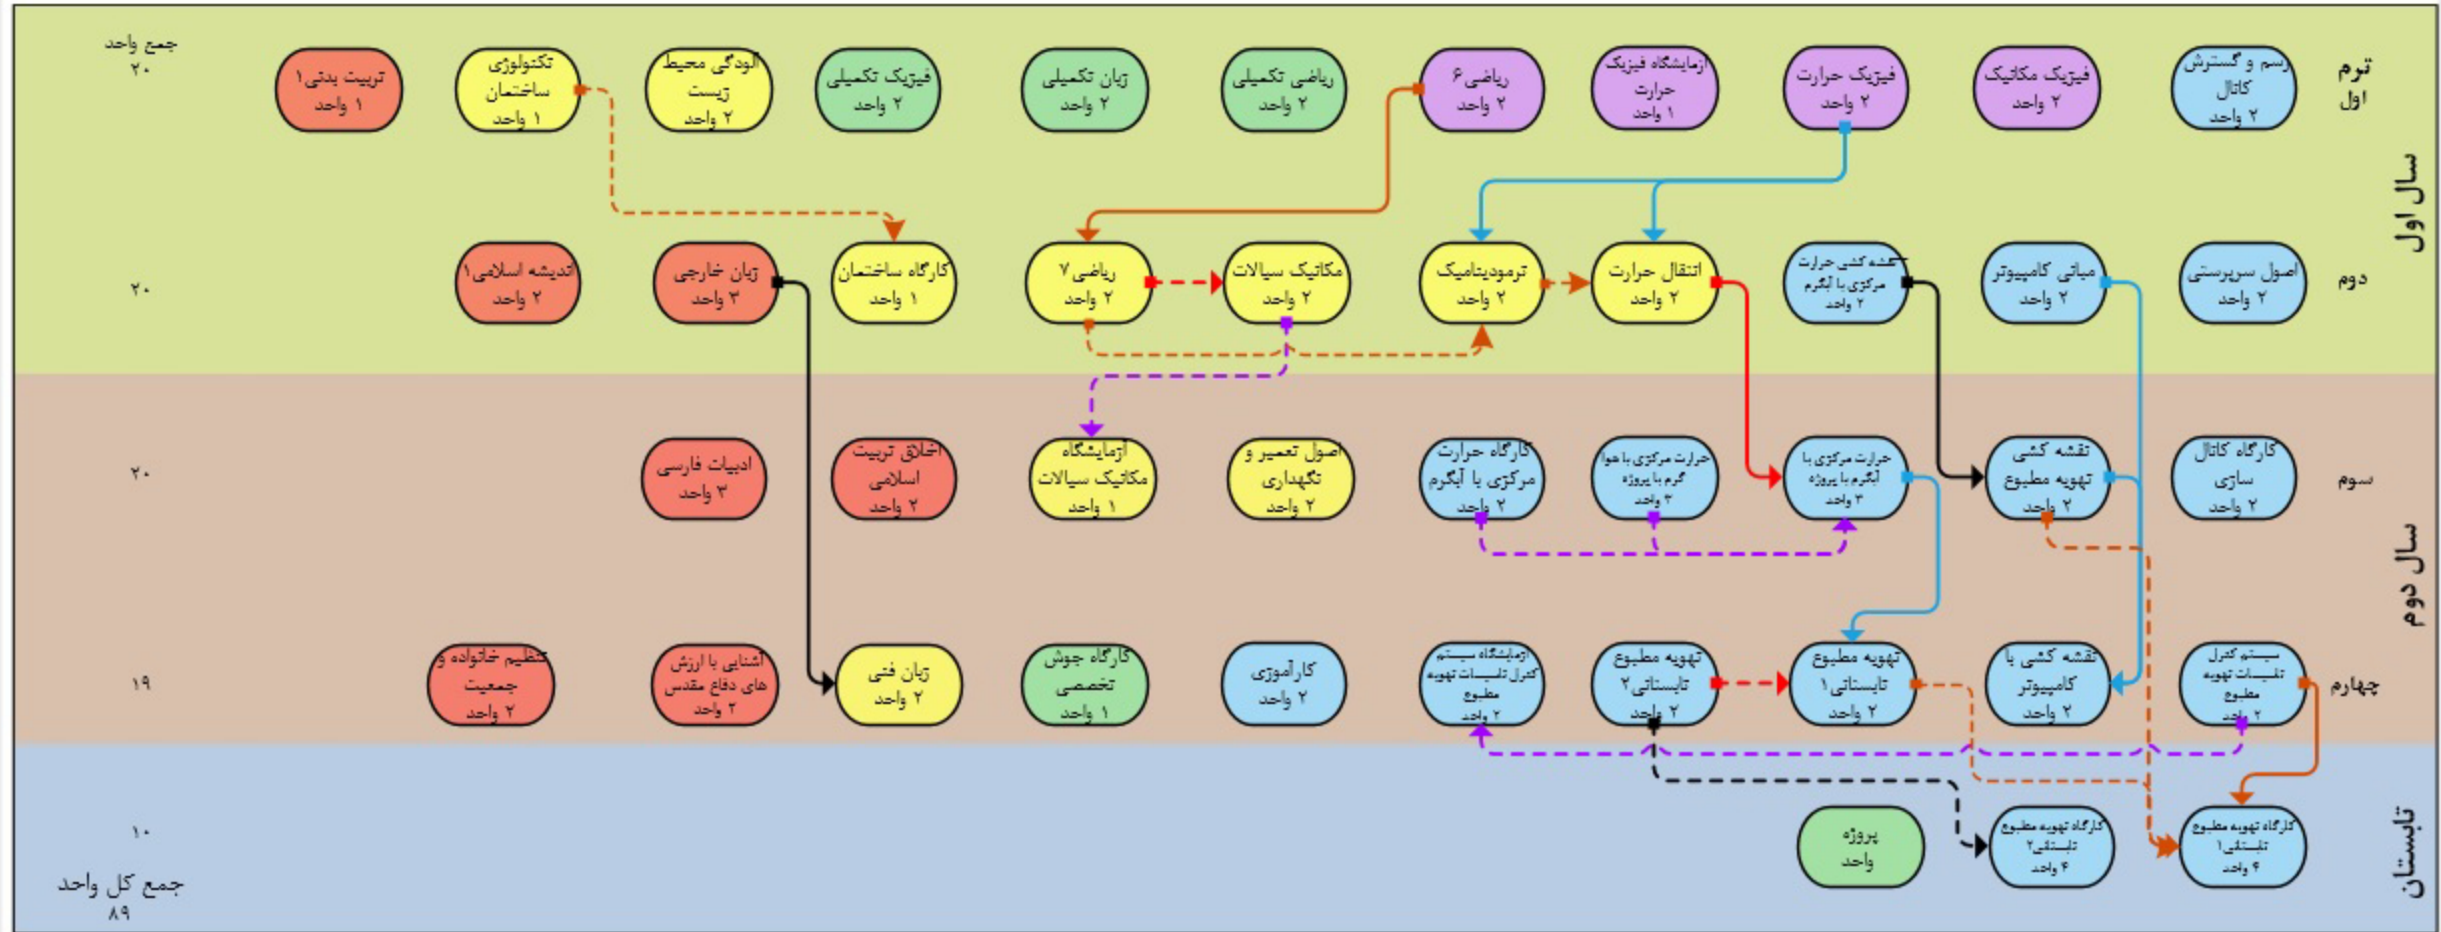 ترم
اول
رسم و گسترش
کانال
۲ واحد
فیزیک مکانیک
۲ واحد
فیزیک حرارت
۲ واحد
آزمایشگاه فیزیک
حرارت
۱ واحد
ریاضی۶
۲ واحد
ریاضی تکمیلی
۲ واحد
زبان تکمیلی
۲ واحد
فیزیک تکمیلی
۲ واحد
آلودگی محیط
زیست
۲ واحد
تکنولوژی
ساختمان
۱ واحد
تربیت بدنی۱
۱ واحد
جمع واحد
۲۰
سال اول
دوم
اصول سرپرستی
۲ واحد
مبانی کامپیوتر
۲ واحد
نقشه کشی حرارت
مرکزی با آبگرم
۲ واحد
انتقال حرارت
۲ واحد
ترمودینامیک
۲ واحد
مکانیک سیالات
۲ واحد
ریاضی۷
۲ واحد
کارگاه ساختمان
۱ واحد
زبان خارجی
۳ واحد
اندیشه اسلامی۱
۲ واحد
۲۰
سوم
کارگاه کانال
سازی
۲ واحد
نقشه کشی
تهویه مطبوع
۲ واحد
حرارت مرکزی با
آبگرم با پروژه
۳ واحد
حرارت مرکزی با هوا
گرم با پروژه
۳ واحد
کارگاه حرارت
مرکزی با آبگرم
۲ واحد
اصول تعمیر و
نگهداری
۲ واحد
آزمایشگاه
مکانیک سیالات
۱ واحد
اخلاق تربیت
اسلامی
۲ واحد
ادبیات فارسی
۳ واحد
۲۰
سال دوم
چهارم
سیستم کنترل
تاسیسات تهویه
مطبوع
۲ واحد
نقشه کشی با
کامپیوتر
۲ واحد
تهویه مطبوع
تابستانی۱
۲ واحد
تهویه مطبوع
تابستانی۲
۲ واحد
آزمایشگاه سیستم
کنترل تاسیسات تهویه
مطبوع
۲ واحد
کارآموزی
۲ واحد
کارگاه جوش
تخصصی
۱ واحد
زبان فنی
۲ واحد
آشنایی با ارزش
های دفاع مقدس
۲ واحد
تنظیم خانواده و
جمعیت
۲ واحد
۱۹
تابستان
کارگاه تهویه مطبوع
تابستانی۱
۴ واحد
کارگاه تهویه مطبوع
تابستانی۲
۴ واحد
پروژه
واحد
۱۰
جمع کل واحد
۸۹